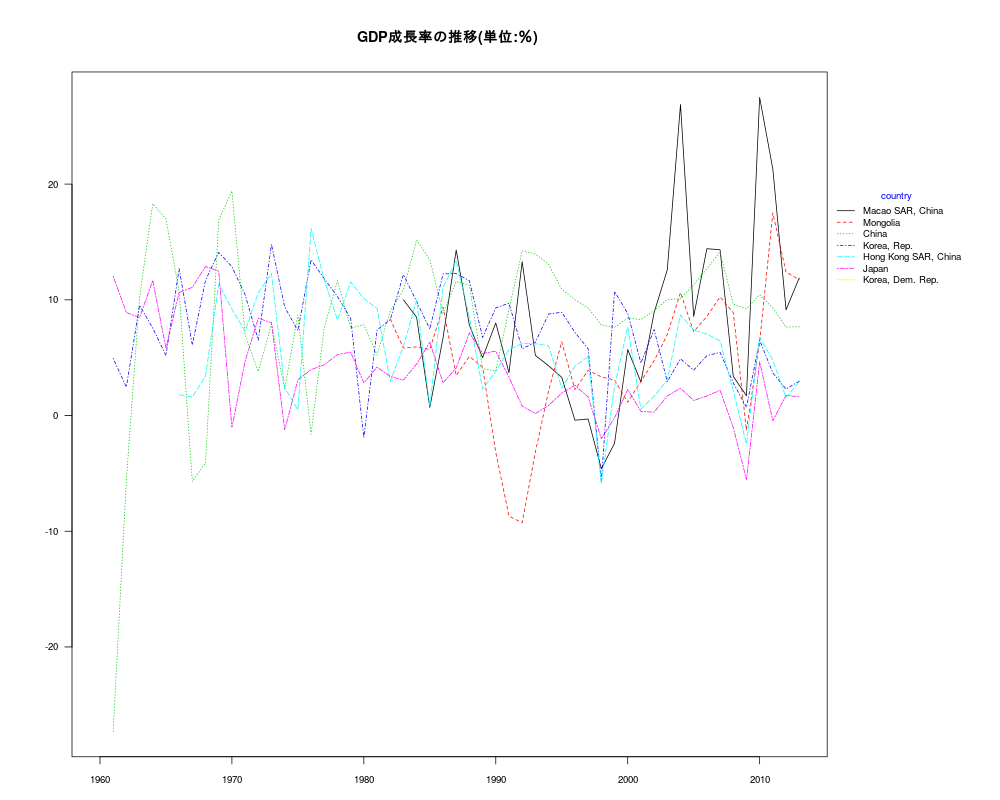 GDP成長率の推移(単位:%)
20
10
0
-10
-20
1960
1970
1980
1990
2000
2010
country
Macao SAR, China
Mongolia
China
Korea, Rep.
Hong Kong SAR, China
Japan
Korea, Dem. Rep.